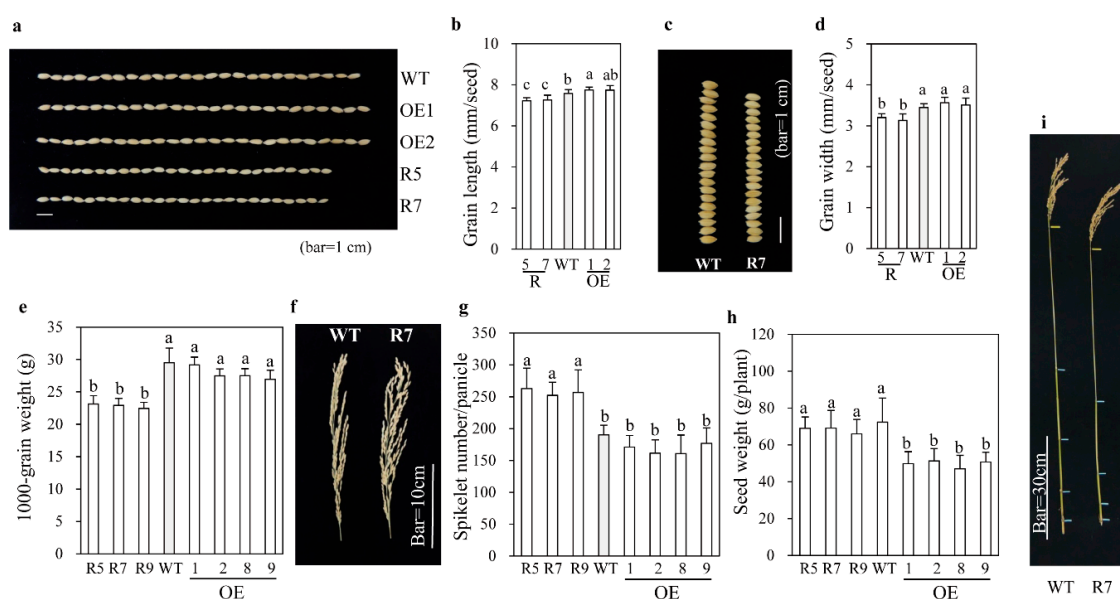 a
WT
OE1
OE2
R5
R7
(bar=1 cm)
b
Grain length (mm/seed)
10
8
6
4
2
0
c c b a ab
5 7 WT 1 2
R OE
c
(bar=1 cm)
WT R7
d
Grain width (mm/seed)
5
4
3
2
1
0
b b a a a
5 7 WT 1 2
R OE
e
1000-grain weight (g)
35
30
25
20
15
10
5
0
b b b a a a a a
R5 R7 R9 WT 1 2 8 9
OE
f
WT R7
Bar=10cm
g
Spikelet number/panicle
350
300
250
200
150
100
50
0
a a a b b b b b
R5 R7 R9 WT 1 2 8 9
OE
h
Seed weight (g/plant)
120
100
80
60
40
20
0
a a a a b b b b
R5 R7 R9 WT 1 2 8 9
OE
i
Bar=30cm
WT R7